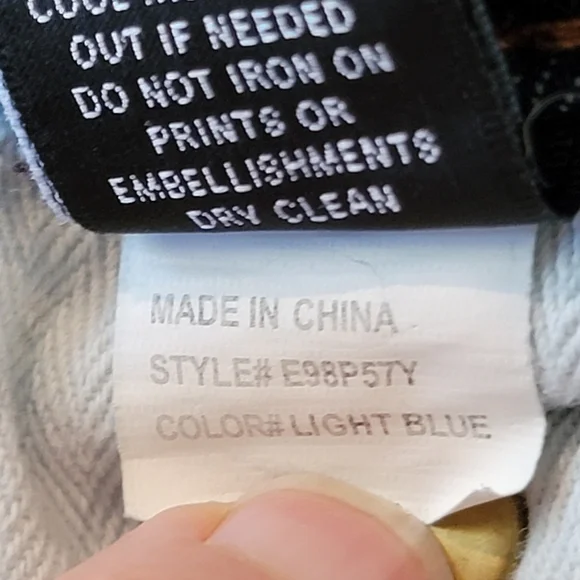 COOL
OUT IF NEEDED
DO NOT IRON ON
PRINTS OR
EMBELLISHMENTS
DRY CLEAN
MADE IN CHINA
STYLE# E98P57Y
COLOR# LIGHT BLUE